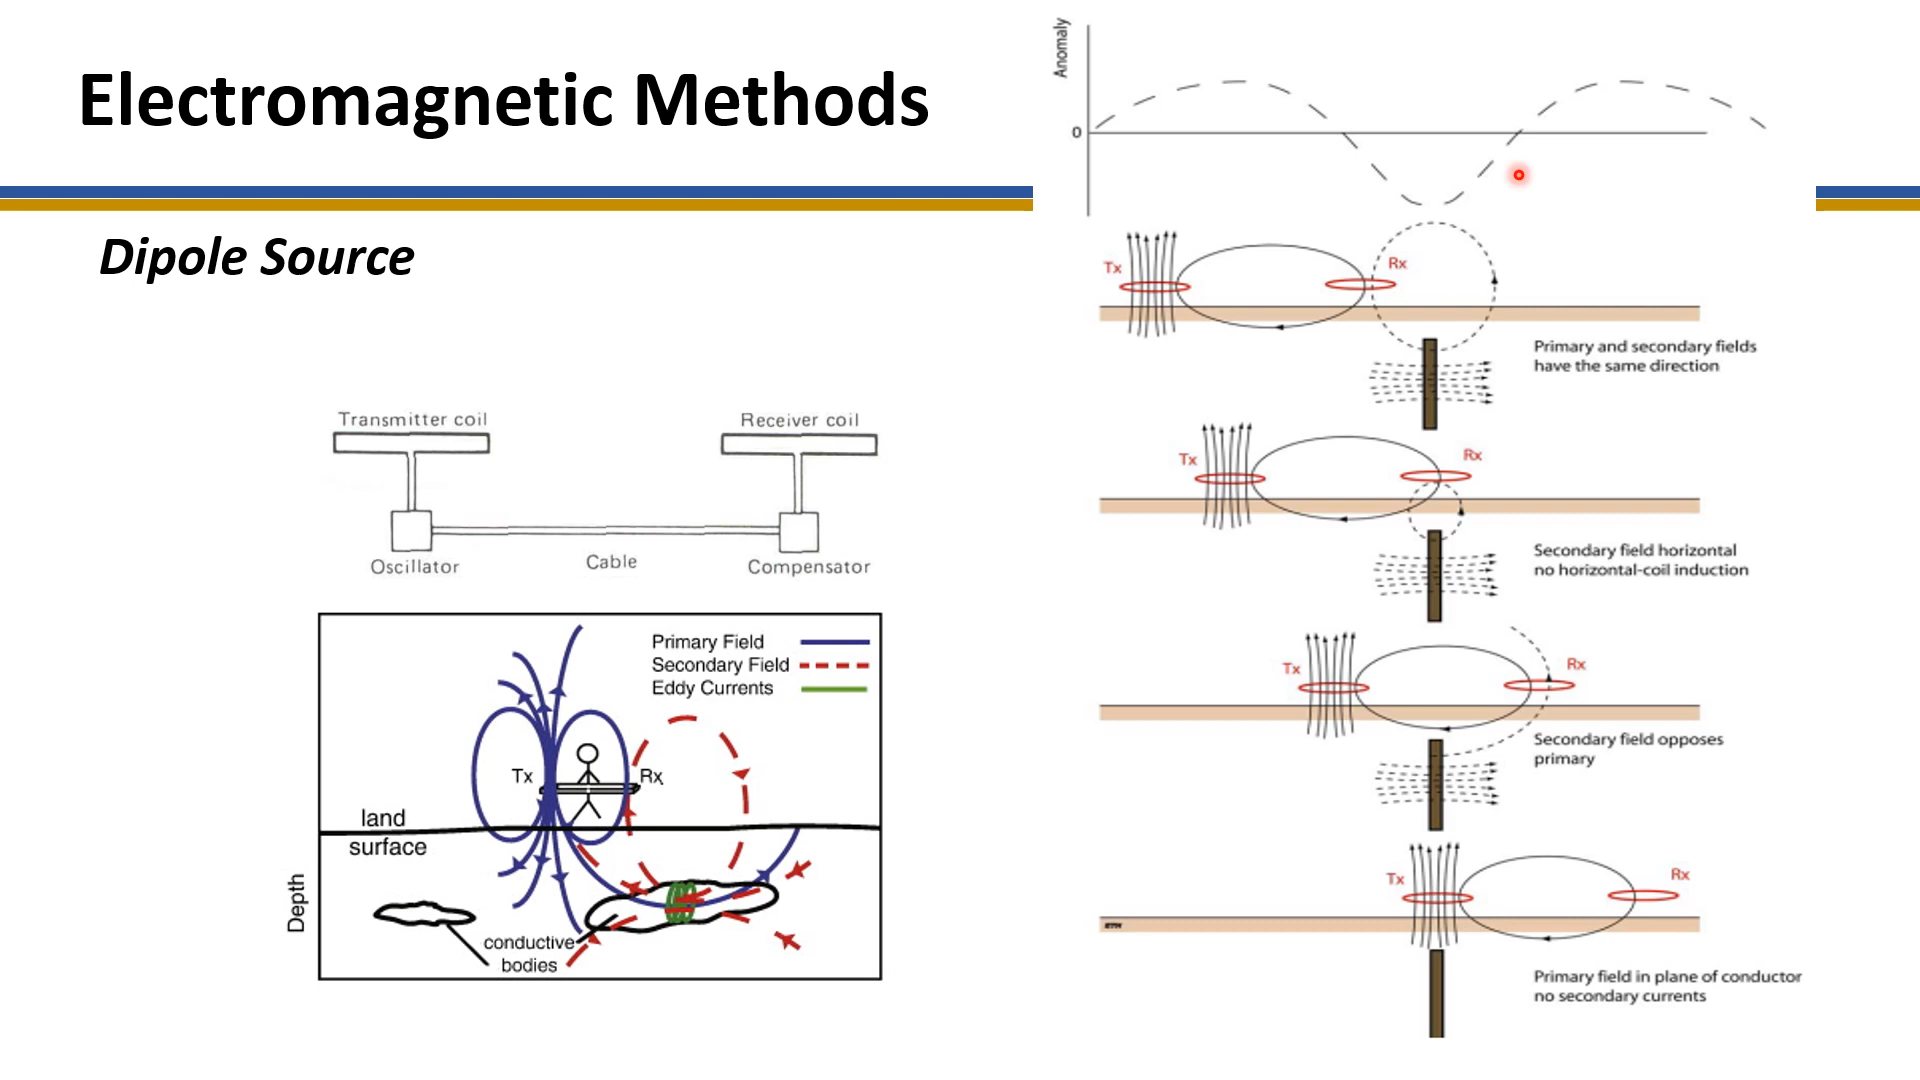 Electromagnetic Methods
Dipole Source
Transmitter coil
Receiver coil
Oscillator
Cable
Compensator
Primary Field
Secondary Field
Eddy Currents
Tx
Rx
land
surface
Depth
conductive
bodies
Anomaly
0
Tx
Rx
Primary and secondary fields
have the same direction
Tx
Rx
Secondary field horizontal
no horizontal-coil induction
Tx
Rx
Secondary field opposes
primary
Tx
Rx
ETH
Primary field in plane of conductor
no secondary currents